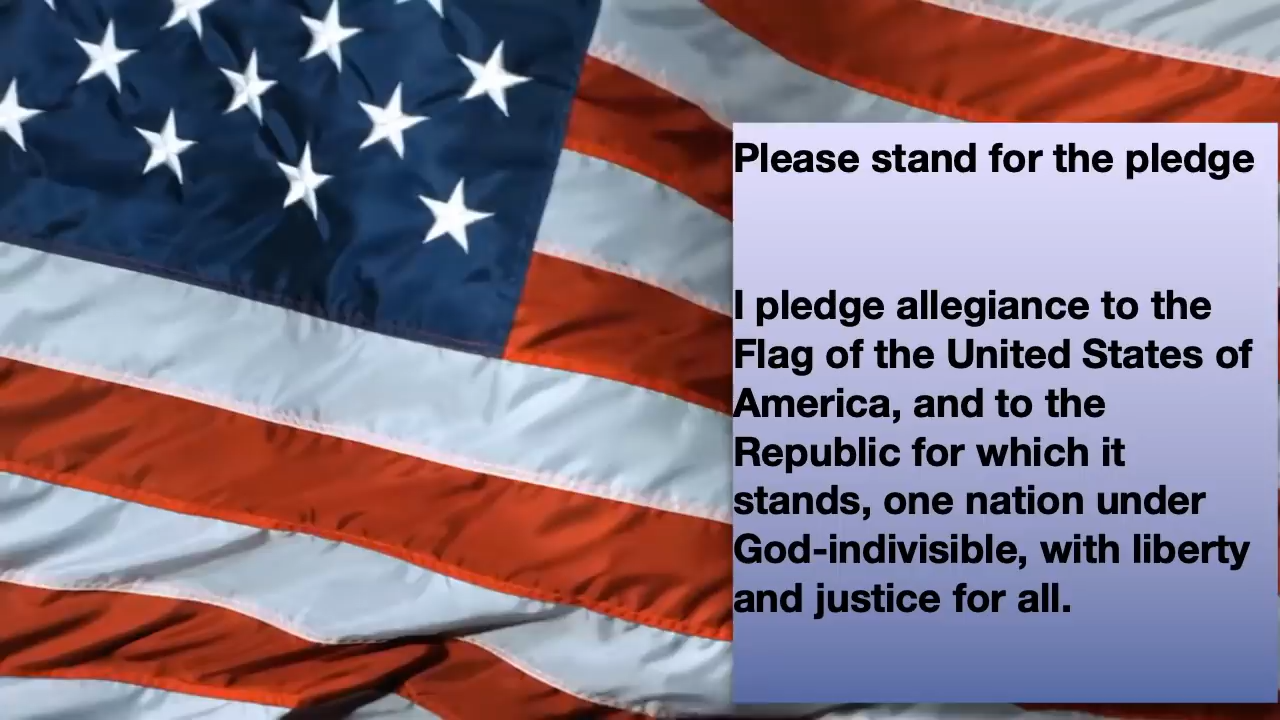 Please stand for the pledge
I pledge allegiance to the
Flag of the United States of
America, and to the
Republic for which it
stands, one nation under
God-indivisible, with liberty
and justice for all.